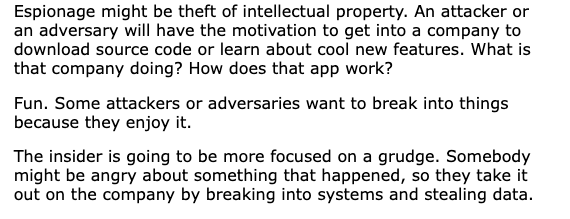 Espionage might be theft of intellectual property. An attacker or
an adversary will have the motivation to get into a company to
download source code or learn about cool new features. What is
that company doing? How does that app work?
Fun. Some attackers or adversaries want to break into things
because they enjoy it.
The insider is going to be more focused on a grudge. Somebody
might be angry about something that happened, so they take it
out on the company by breaking into systems and stealing data.